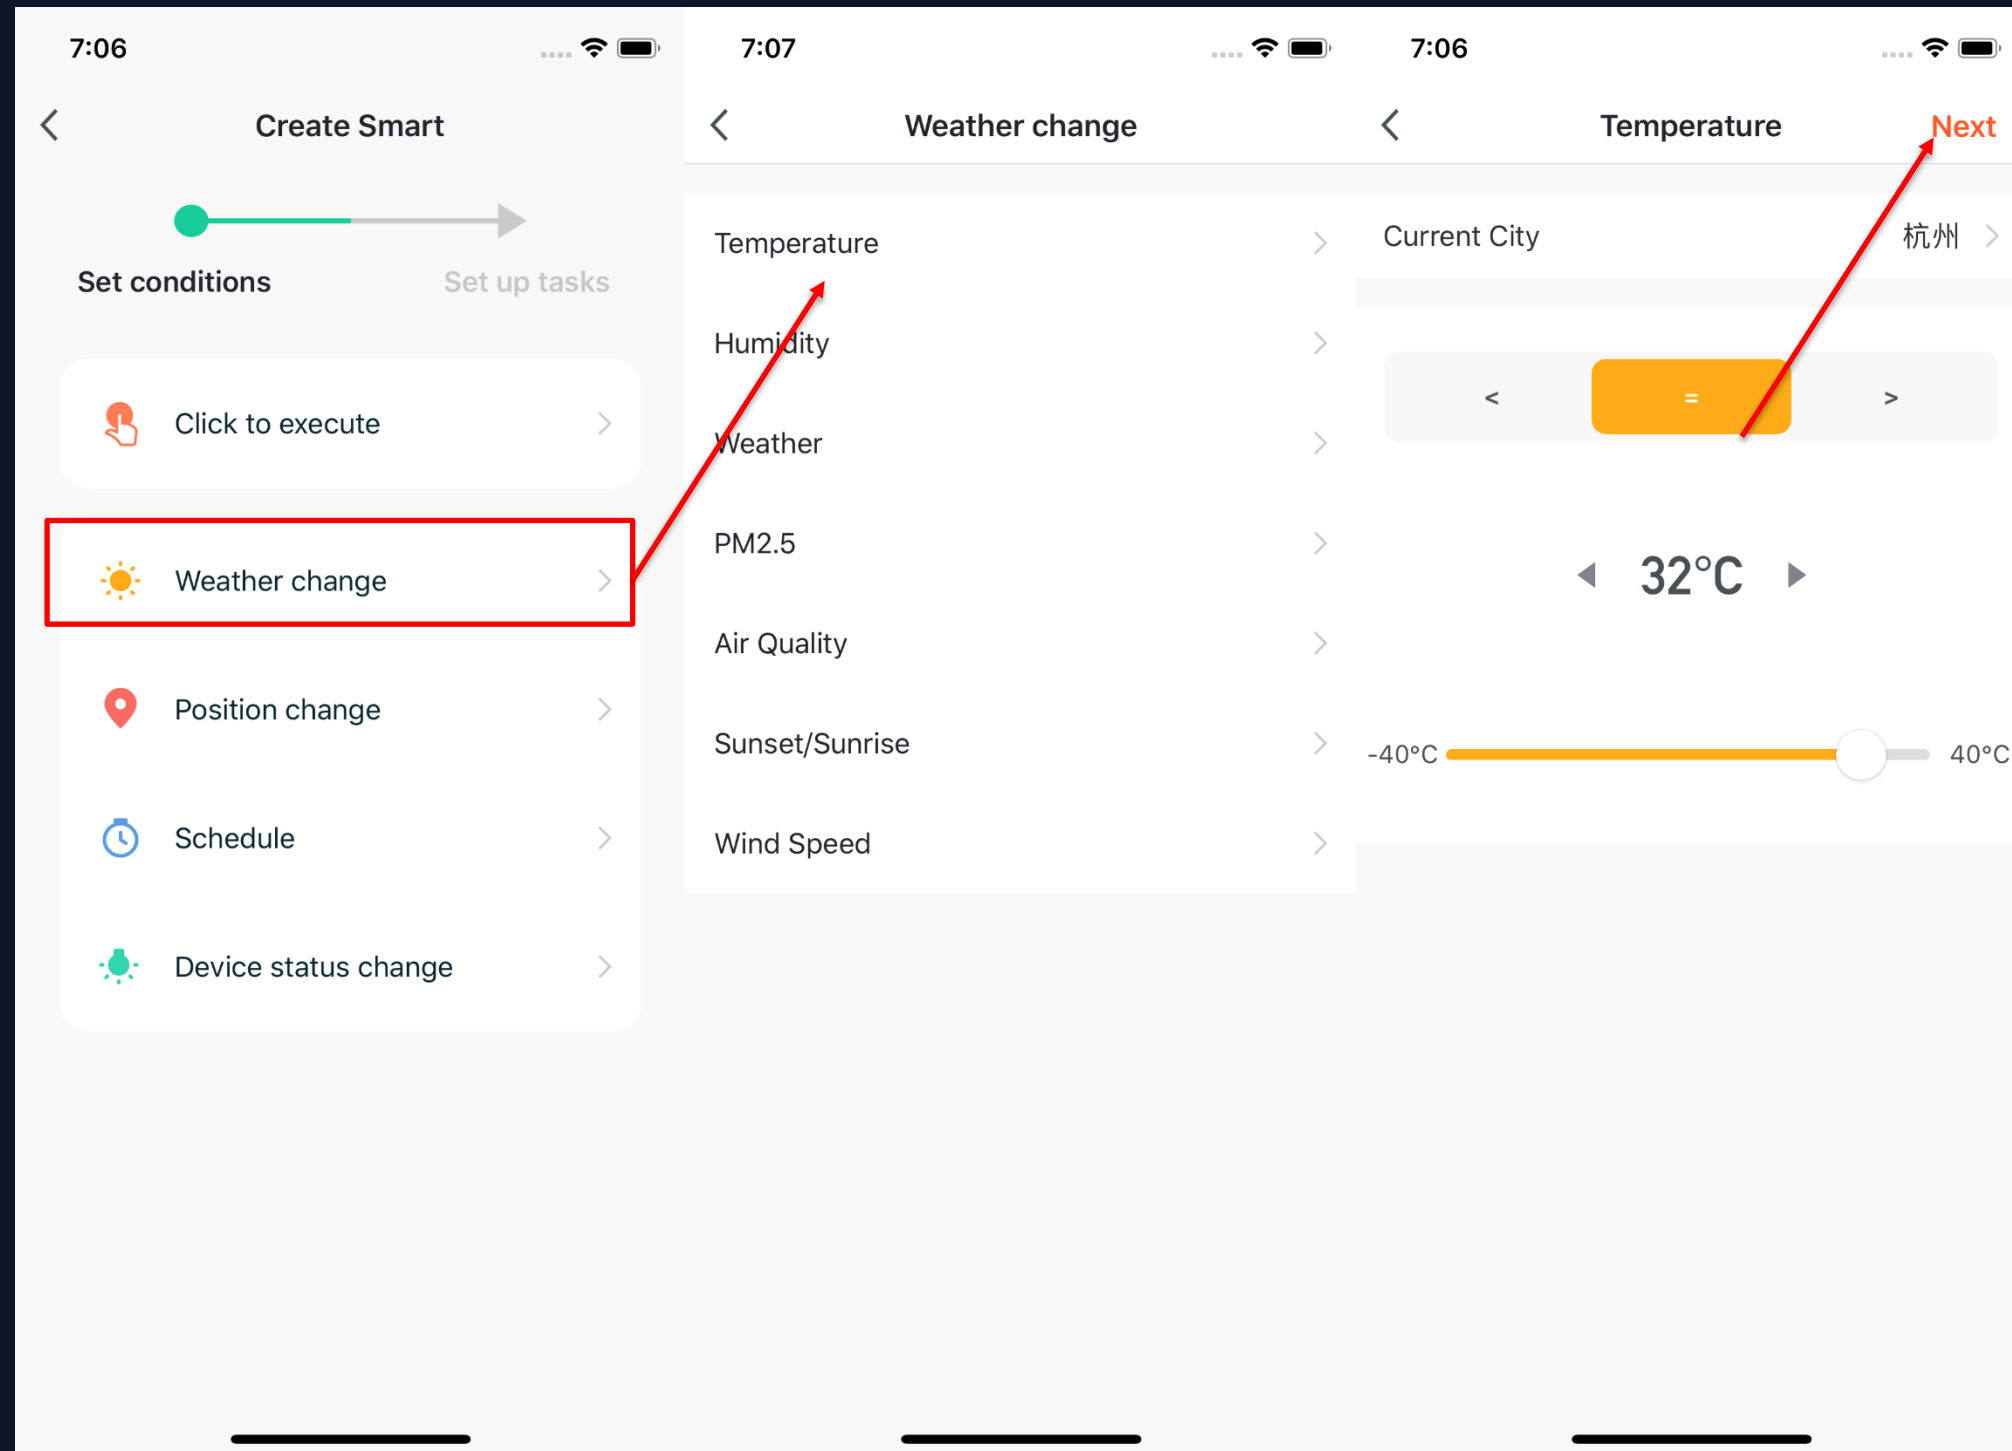 7:06
Create Smart
Set conditions
Set up tasks
Click to execute
Weather change
Position change
Schedule
Device status change
7:07
Weather change
Temperature
Humidity
Weather
PM2.5
Air Quality
Sunset/Sunrise
Wind Speed
7:06
Temperature
Next
Current City
杭州
<
=
>
32°C
-40°C
40°C